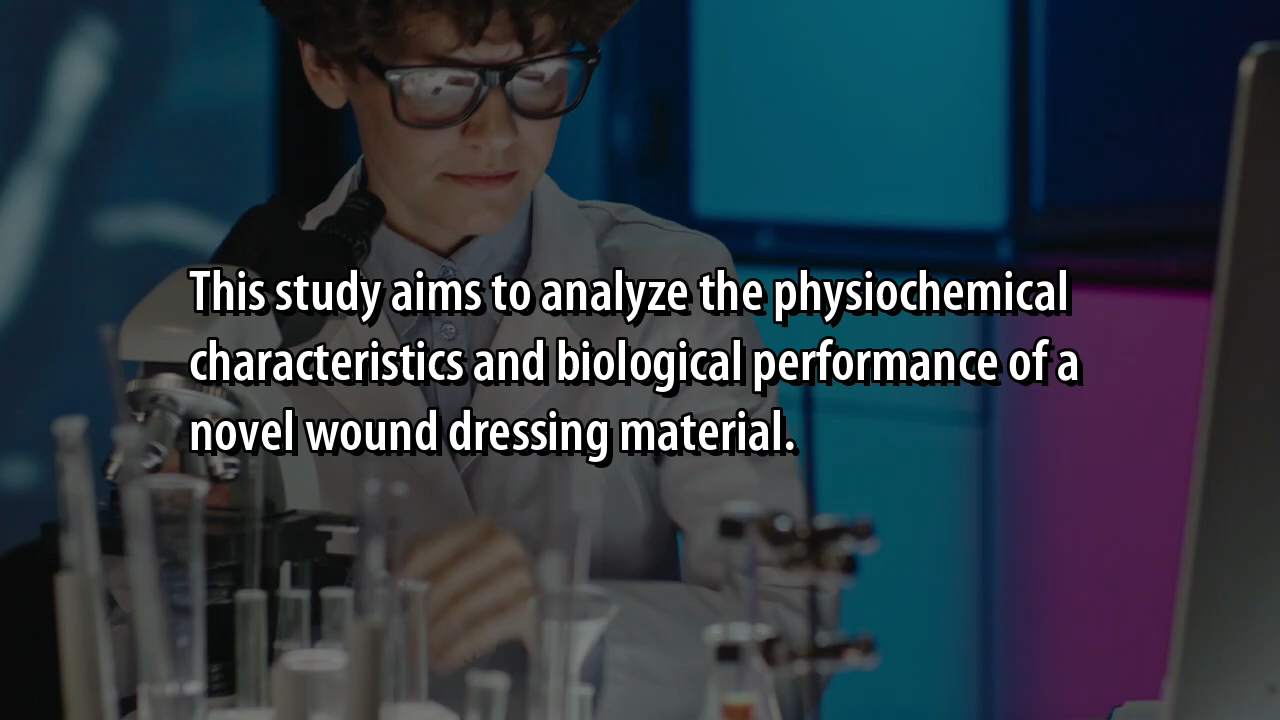 This study aims to analyze the physiochemical
characteristics and biological performance of a
novel wound dressing material.